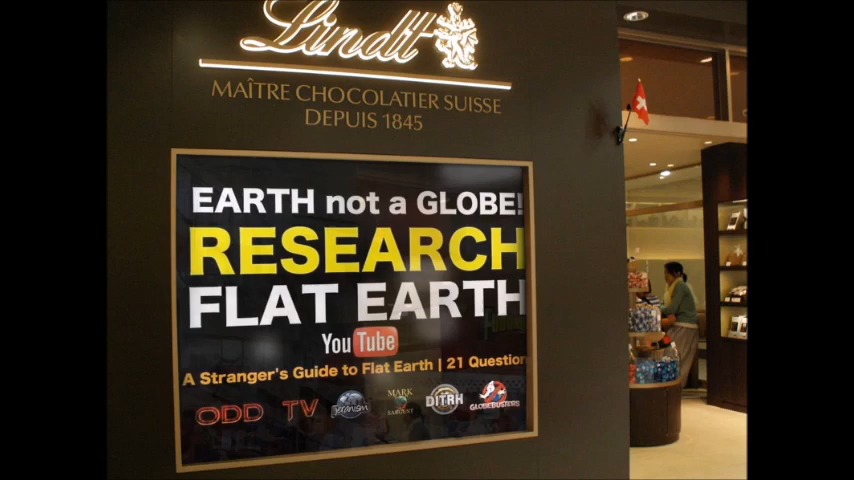 Lindt
MAÎTRE CHOCOLATIER SUISSE
DEPUIS 1845
EARTH not a GLOBE!
RESEARCH
FLAT EARTH
YouTube
A Stranger's Guide to Flat Earth | 21 Question
ODD TV jeranism MARK SARGENT DITRH GLOBEBUSTERS